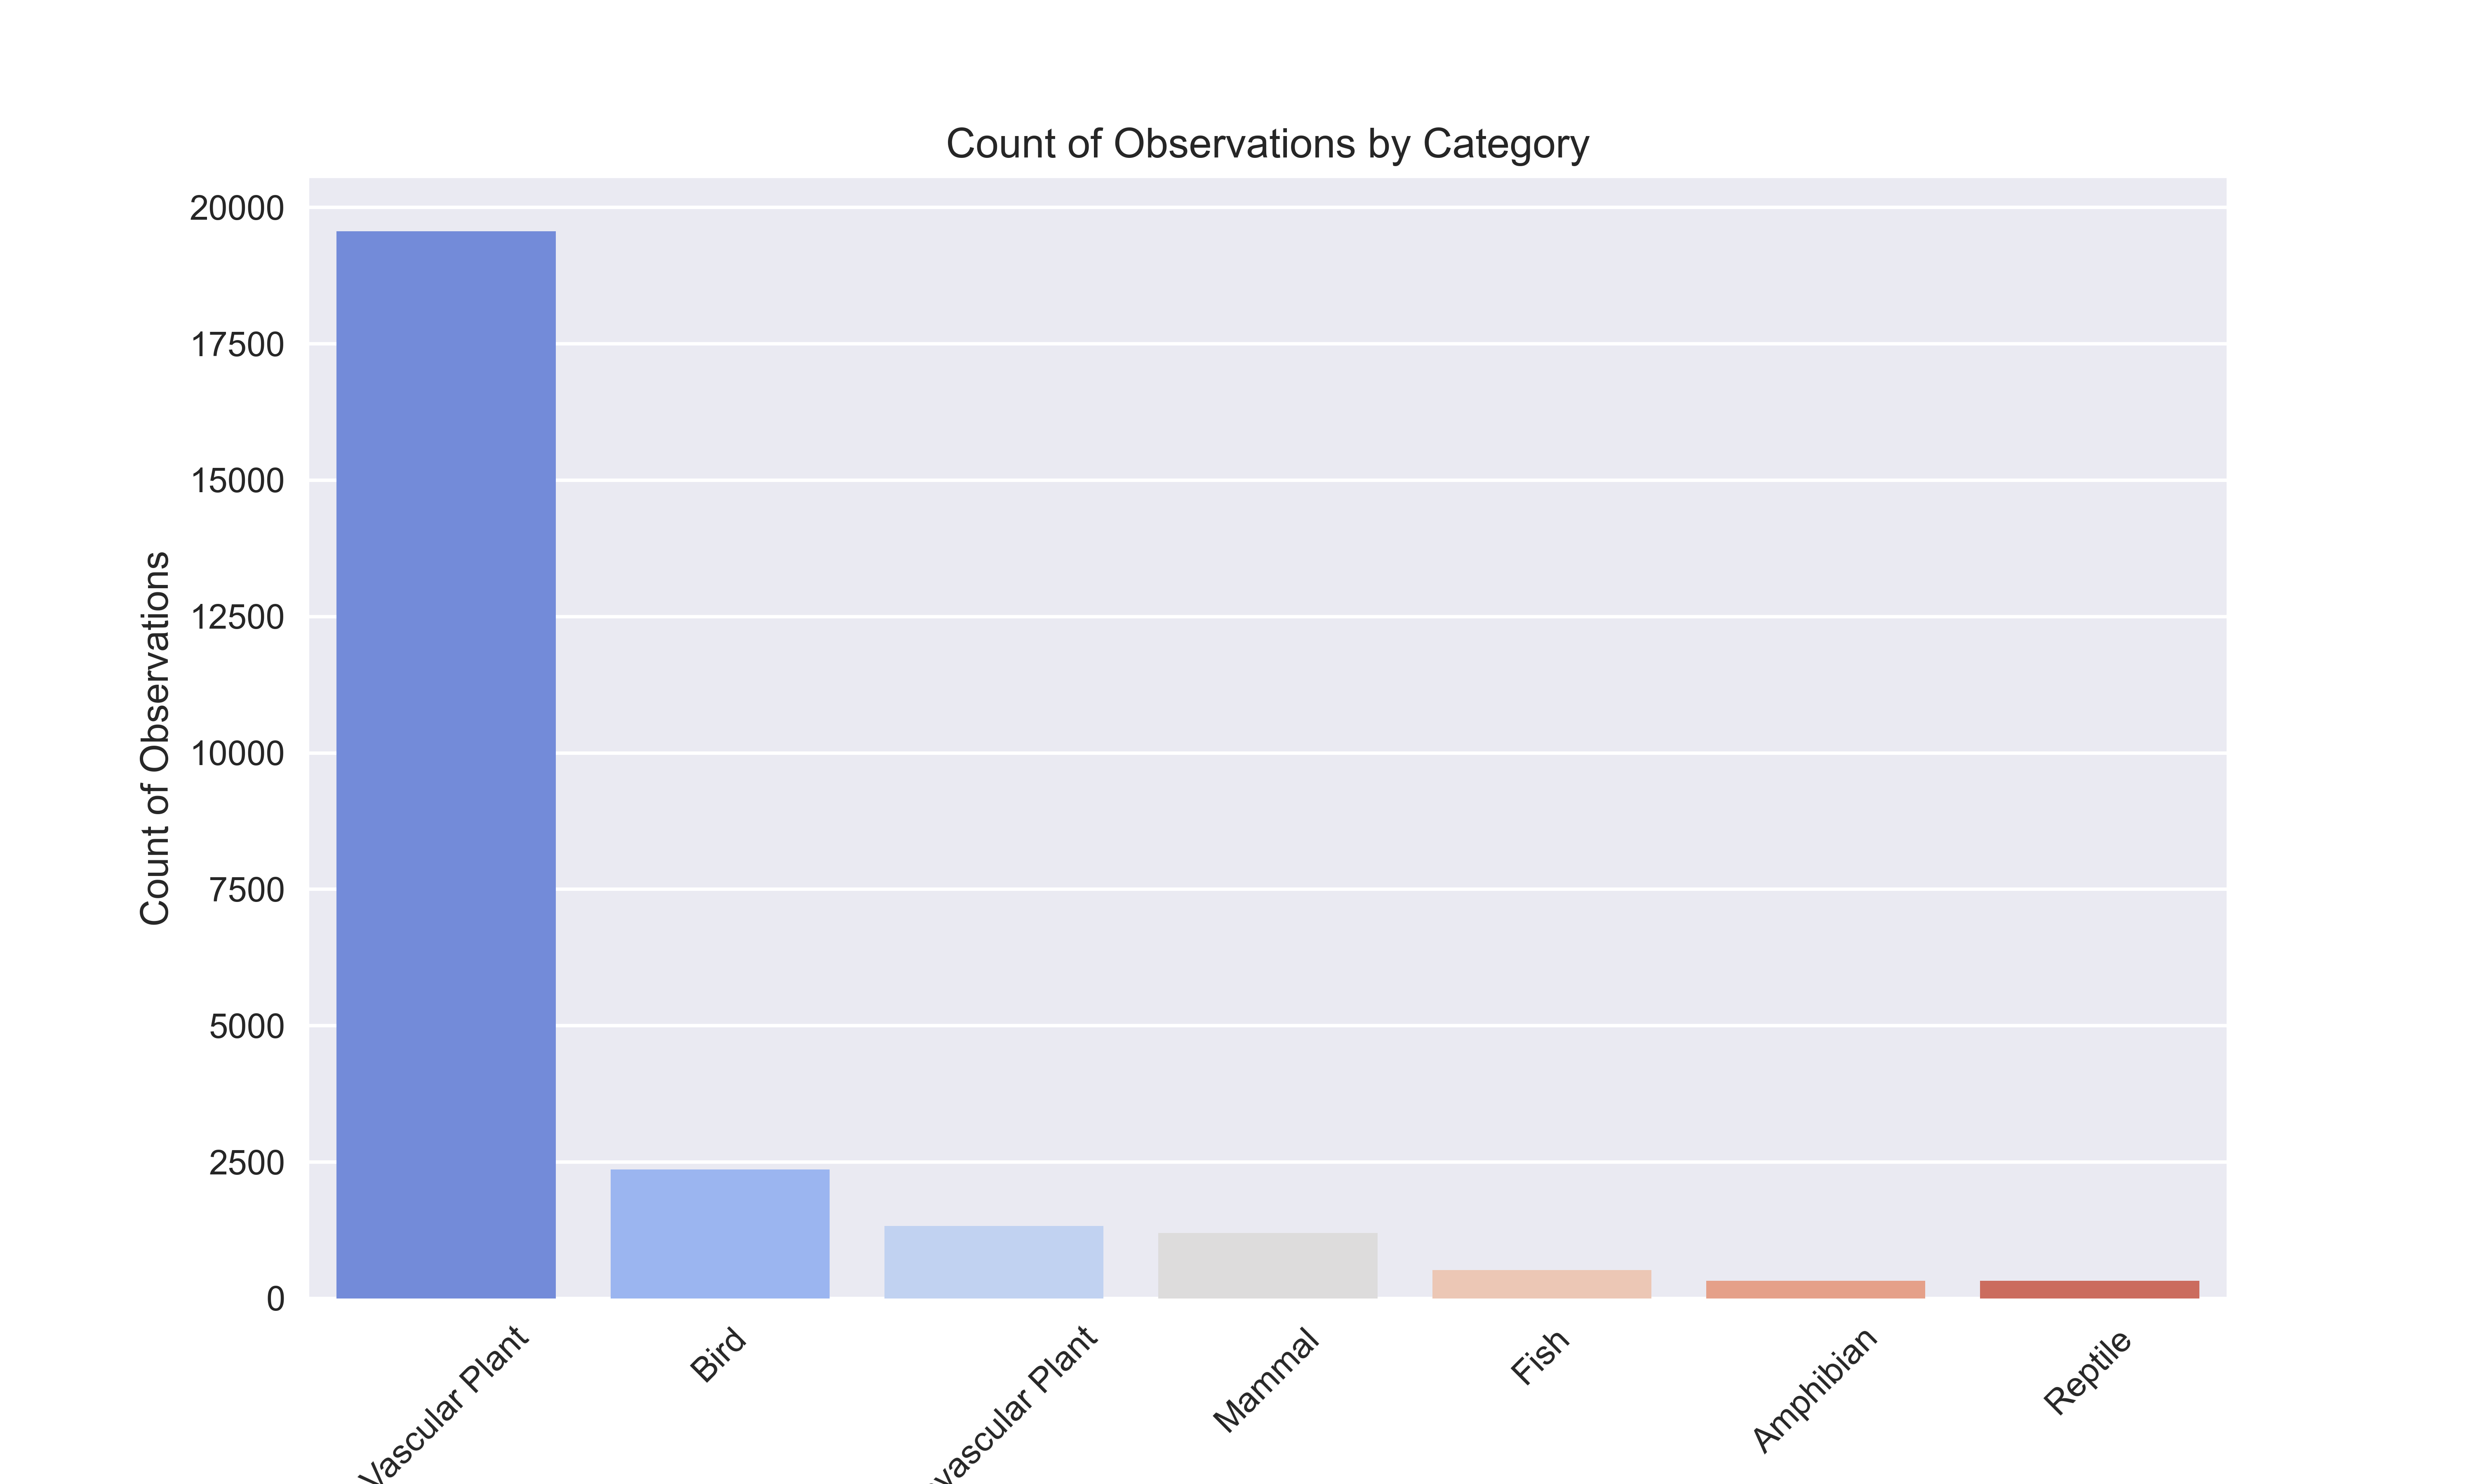 Count of Observations by Category
Count of Observations
20000
17500
15000
12500
10000
7500
5000
2500
0
Vascular Plant
Bird
vascular Plant
Mammal
Fish
Amphibian
Reptile